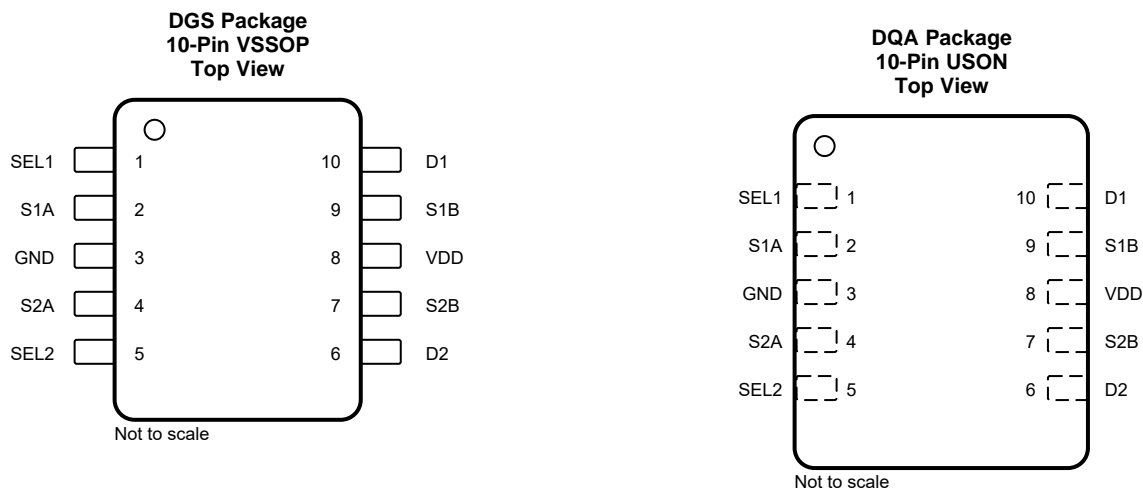 DGS Package
10-Pin VSSOP
Top View
SEL1 1 10 D1
S1A 2 9 S1B
GND 3 8 VDD
S2A 4 7 S2B
SEL2 5 6 D2
Not to scale
DQA Package
10-Pin USON
Top View
SEL1 1 10 D1
S1A 2 9 S1B
GND 3 8 VDD
S2A 4 7 S2B
SEL2 5 6 D2
Not to scale